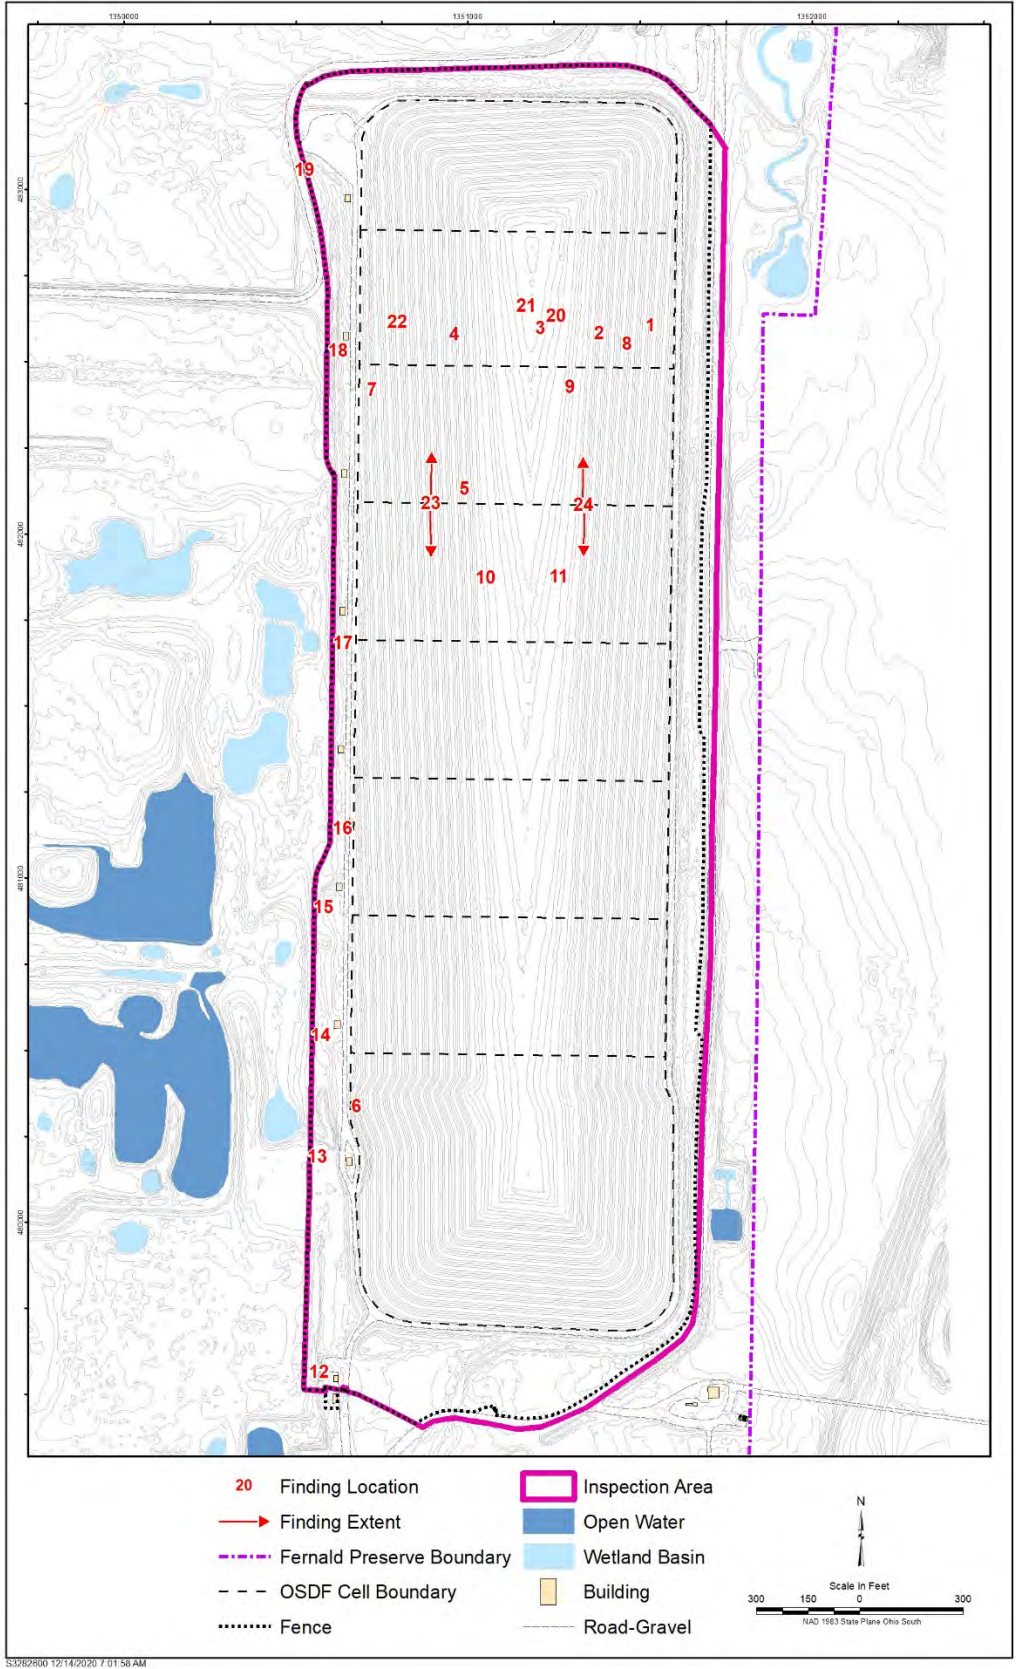 1350000 1351000 1352000
483000
482000
481000
480000
19
21
20
22
3
1
4
2
8
18
7
9
5
23
24
10
11
17
16
15
14
6
13
12
20 Finding Location
Finding Extent
Fernald Preserve Boundary
OSDF Cell Boundary
Fence
Inspection Area
Open Water
Wetland Basin
Building
Road-Gravel
N
Scale in Feet
300 150 0 300
NAD 1983 State Plane Ohio South
S3282600 12/14/2020 7:01:58 AM